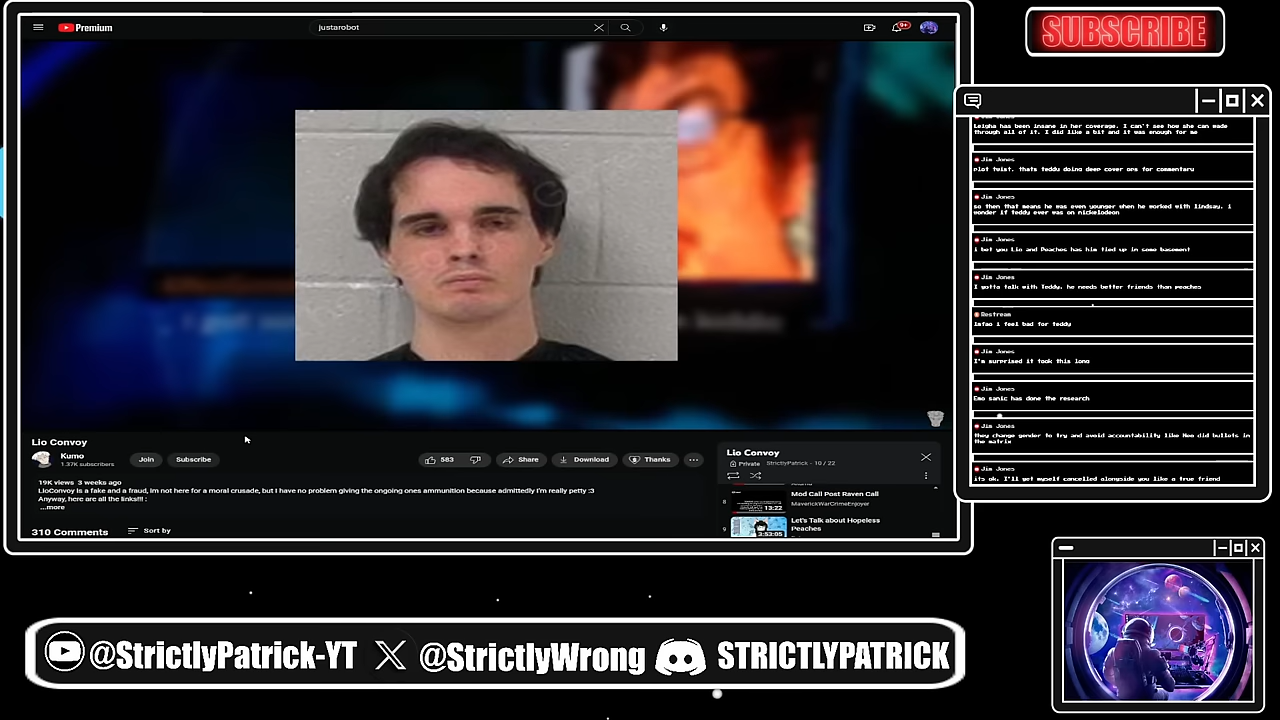 Premium
justarobot
9+
SUBSCRIBE
Leigha has been insane in her coverage. I can't see how she can wade
through all of it. I did like a bit and it was enough for me
Jim Jones
plot twist. thats teddy doing deep cover ops for commentary
Jim Jones
so then that means he was even younger when he worked with lindsay. i
wonder if teddy ever was on nickelodeon
Jim Jones
i bet you Lio and Peaches has him tied up in some basement
Jim Jones
I gotta talk with Teddy, he needs better friends than peaches
Restream
lmfao i feel bad for teddy
Jim Jones
I'm surprised it took this long
Jim Jones
Emo sanic has done the research
Jim Jones
they change gender to try and avoid accountability like Neo did bullets in
the matrix
Jim Jones
its ok. I'll get myself cancelled alongside you like a true friend
Lio Convoy
Kumo
1.37K subscribers
Join
Subscribe
583
Share
Download
Thanks
19K views 3 weeks ago
LioConvoy is a fake and a fraud, im not here for a moral crusade, but I have no problem giving the ongoing ones ammunition because admittedly I'm really petty :3
Anyway, here are all the links!! :
...more
310 Comments
Sort by
Lio Convoy
Private
StrictlyPatrick - 10 / 22
8
13:22
Mod Call Post Raven Call
MaverickWarCrimeEnjoyer
9
3:53:05
Let's Talk about Hopeless
Peaches
@StrictlyPatrick-YT
@StrictlyWrong
STRICTLYPATRICK